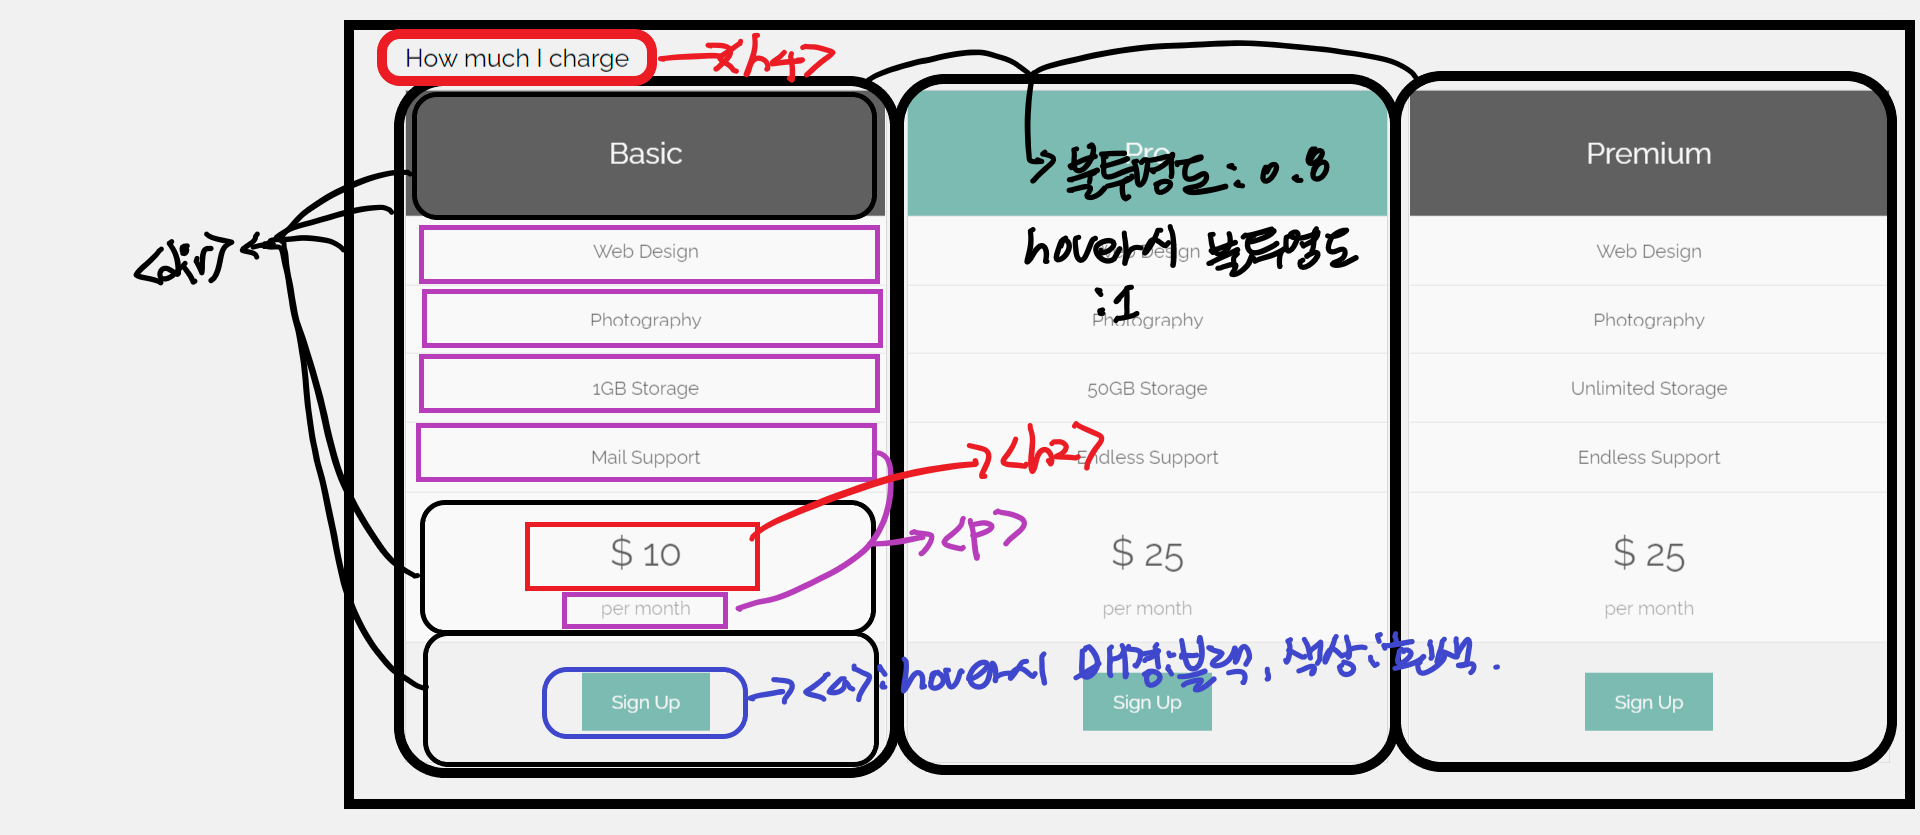 How much I charge
<h4>
Basic
Pro
Premium
불투명도: 0.8
<div>
Web Design
Web Design
Web Design
hover시 불투명도
:1
Photography
Photography
Photography
1GB Storage
50GB Storage
Unlimited Storage
Mail Support
<h2>
Endless Support
Endless Support
$ 10
<p>
$ 25
$ 25
per month
per month
per month
<a>: hover시 배경:블랙, 색상:흰색.
Sign Up
Sign Up
Sign Up